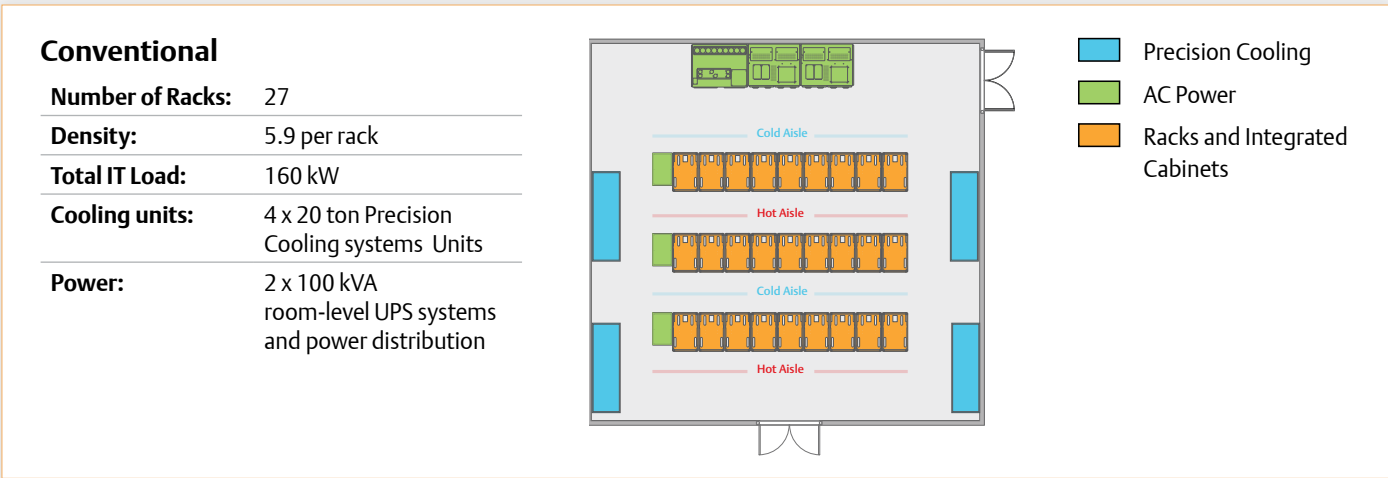 Conventional
Number of Racks: 27
Density: 5.9 per rack
Total IT Load: 160 kW
Cooling units: 4 x 20 ton Precision
Cooling systems Units
Power: 2 x 100 kVA
room-level UPS systems
and power distribution
Cold Aisle
Hot Aisle
Cold Aisle
Hot Aisle
Precision Cooling
AC Power
Racks and Integrated
Cabinets